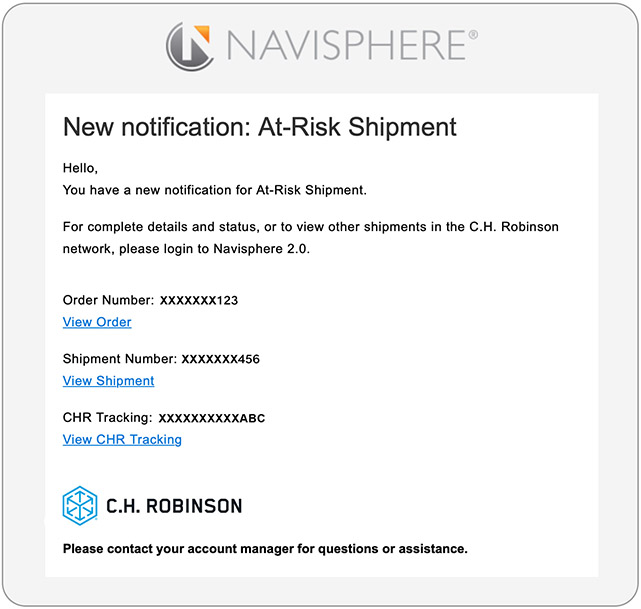 NAVISPHERE®
New notification: At-Risk Shipment
Hello,
You have a new notification for At-Risk Shipment.
For complete details and status, or to view other shipments in the C.H. Robinson
network, please login to Navisphere 2.0.
Order Number: XXXXXXX123
View Order
Shipment Number: XXXXXXX456
View Shipment
CHR Tracking: XXXXXXXXXXABC
View CHR Tracking
C.H. ROBINSON
Please contact your account manager for questions or assistance.